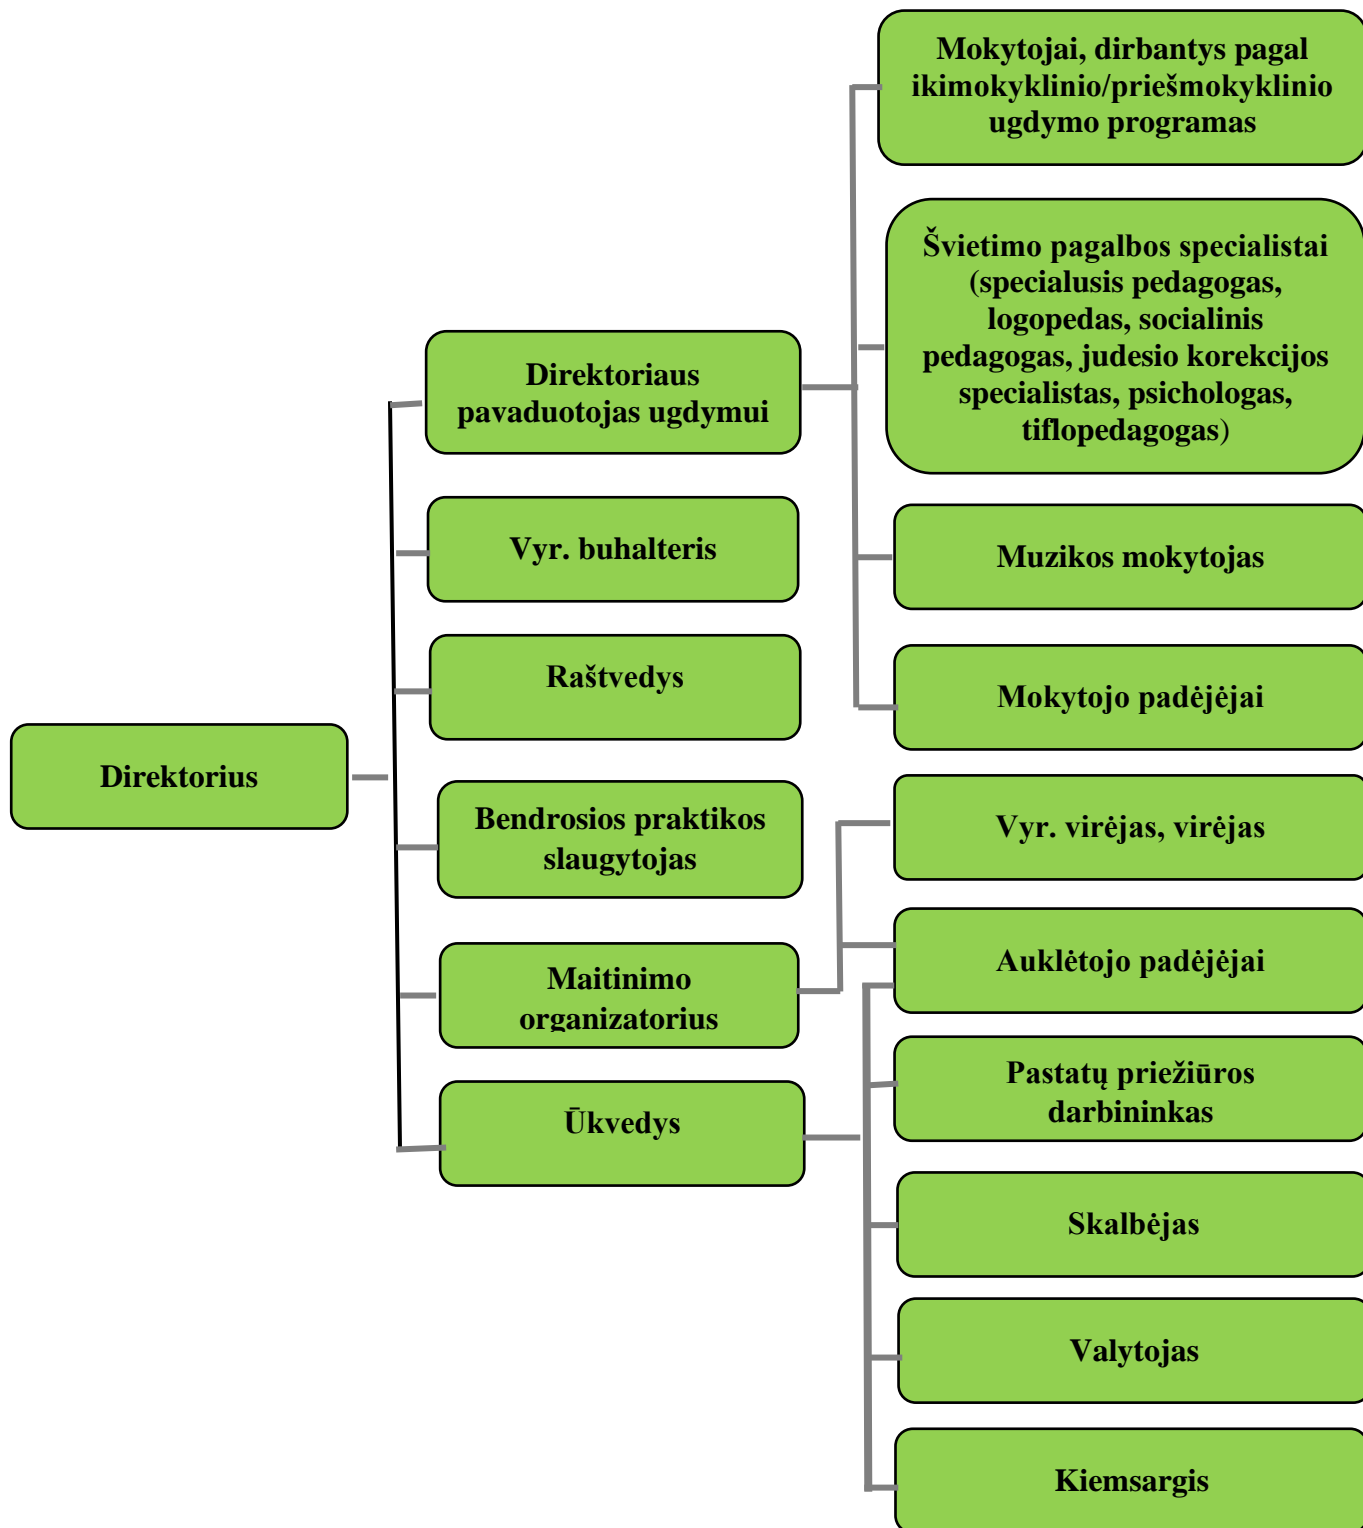 Direktorius
Direktoriaus
pavaduotojas ugdymui
Vyr. buhalteris
Raštvedys
Bendrosios praktikos
slaugytojas
Maitinimo
organizatorius
Ūkvedys
Mokytojai, dirbantys pagal
ikimokyklinio/priešmokyklinio
ugdymo programas
Švietimo pagalbos specialistai
(specialusis pedagogas,
logopedas, socialinis
pedagogas, judesio korekcijos
specialistas, psichologas,
tiflopedagogas)
Muzikos mokytojas
Mokytojo padėjėjai
Vyr. virėjas, virėjas
Auklėtojo padėjėjai
Pastatų priežiūros
darbininkas
Skalbėjas
Valytojas
Kiemsargis